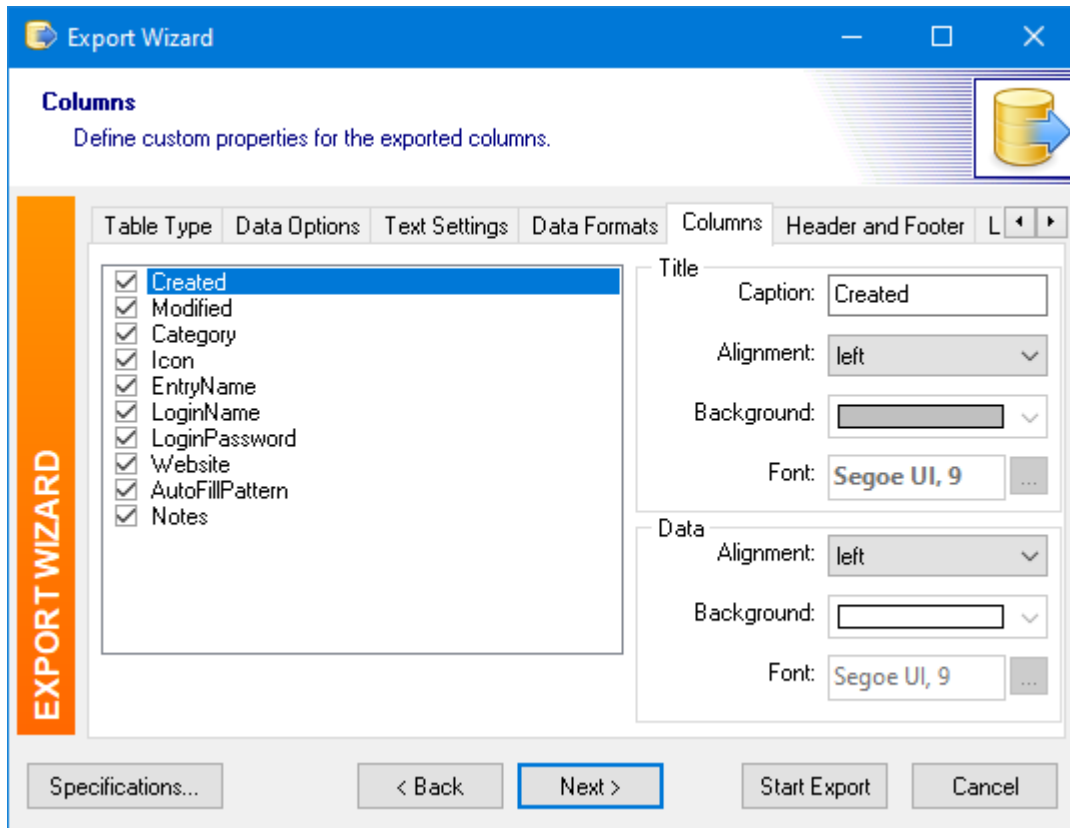 Export Wizard
Columns
Define custom properties for the exported columns.
EXPORT WIZARD
Table Type Data Options Text Settings Data Formats Columns Header and Footer L
Created
Modified
Category
Icon
EntryName
LoginName
LoginPassword
Website
AutoFillPattern
Notes
Title
Caption: Created
Alignment: left
Background:
Font: Segoe UI, 9 ...
Data
Alignment: left
Background:
Font: Segoe UI, 9 ...
Specifications... < Back Next > Start Export Cancel